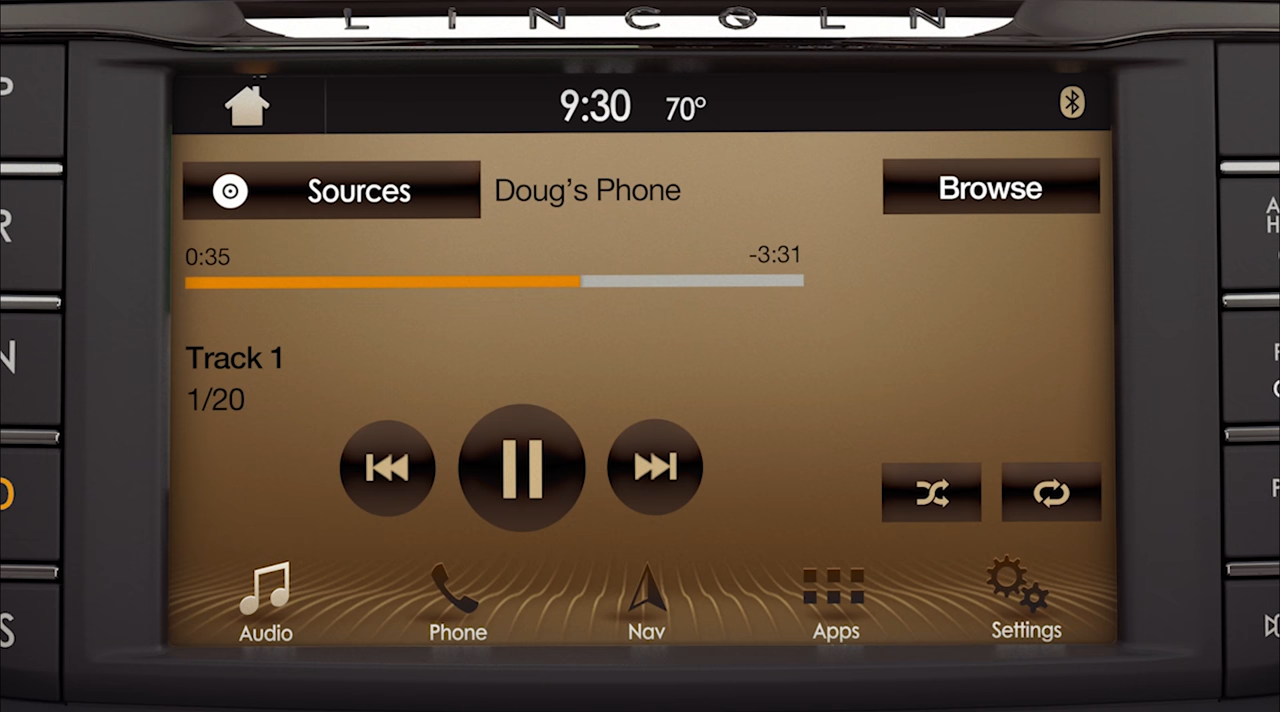 LINCOLN
9:30 70°
Sources Doug's Phone Browse
0:35 -3:31
Track 1
1/20
Audio Phone Nav Apps Settings
P
R
N
D
S